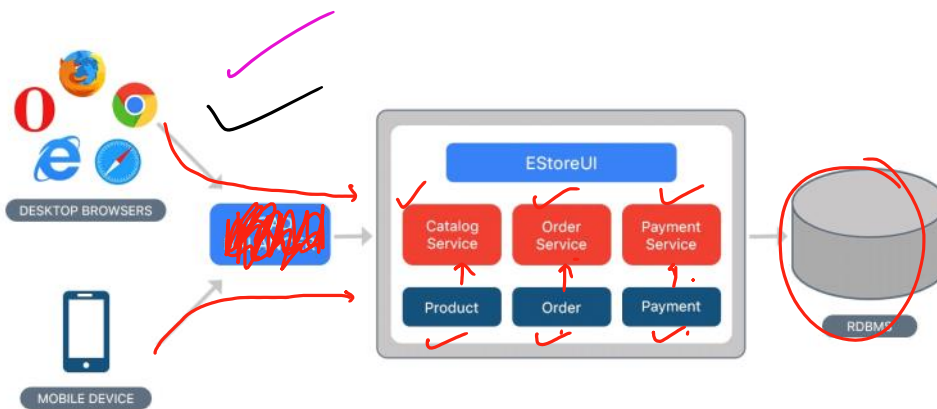 EStoreUI
DESKTOP BROWSERS
Catalog
Service
Order
Service
Payment
Service
Product
Order
Payment
RDBMS
MOBILE DEVICE